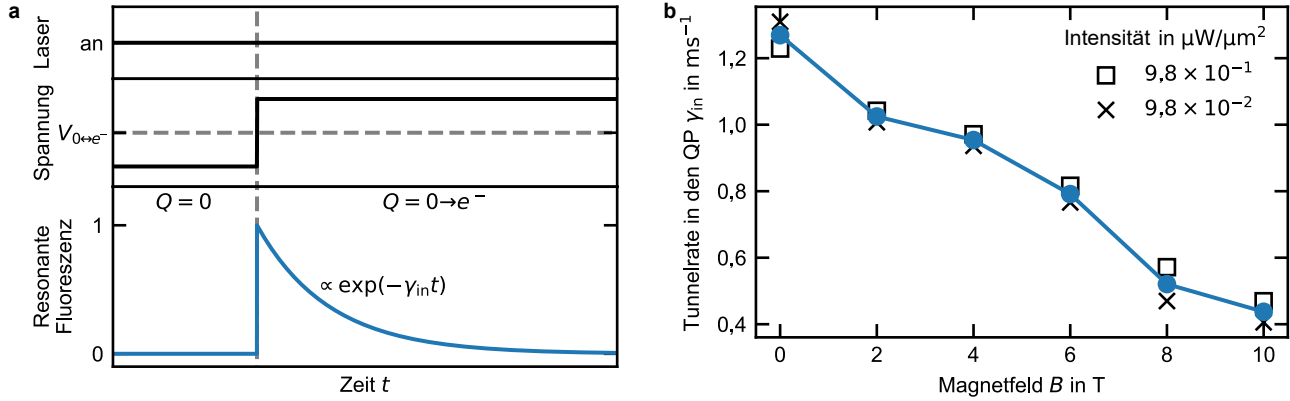 a
Laser
an
Spannung
V₀↔e⁻
Q = 0
Q = 0→e⁻
Resonante
Fluoreszenz
1
0
∝ exp(−γᵢₙt)
Zeit t
b
Tunnelrate in den QP γᵢₙ in ms⁻¹
1,2
1,0
0,8
0,6
0,4
Intensität in µW/µm²
9,8 × 10⁻¹
9,8 × 10⁻²
0 2 4 6 8 10
Magnetfeld B in T